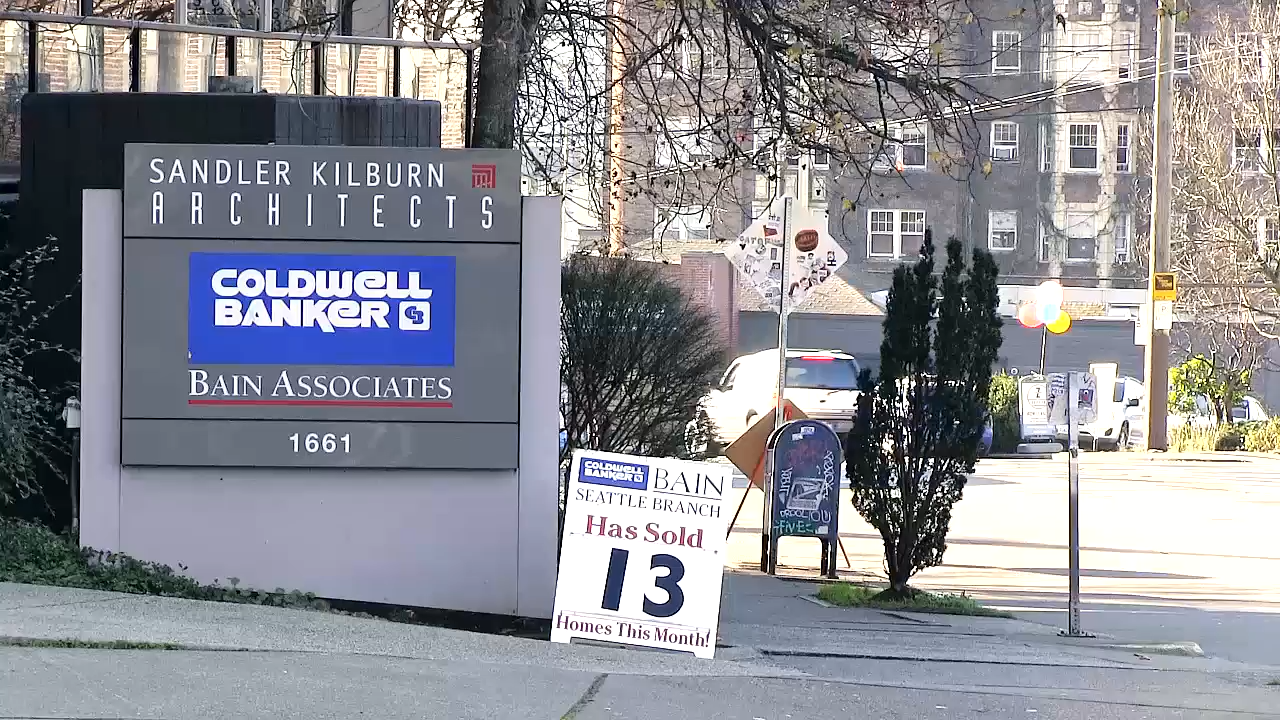 SANDLER KILBURN
ARCHITECTS
COLDWELL
BANKER
BAIN ASSOCIATES
1661
COLDWELL
BANKER
BAIN
SEATTLE BRANCH
Has Sold
13
Homes This Month!